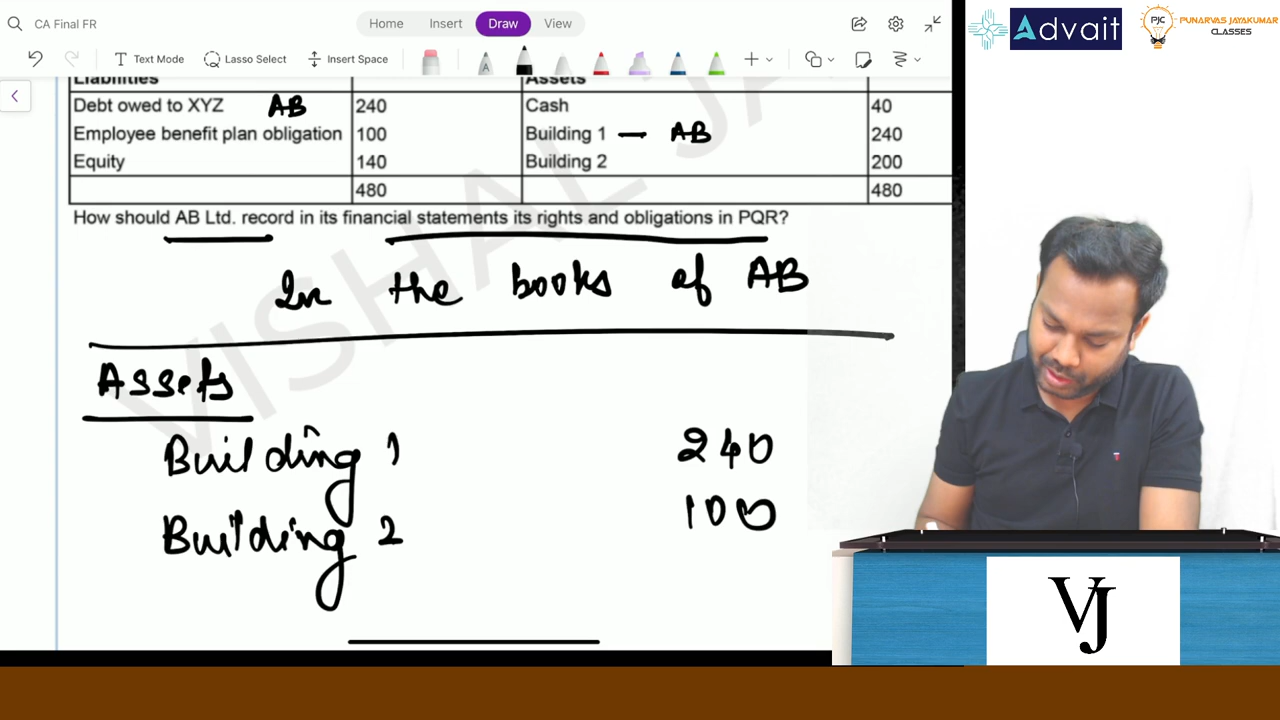 CA Final FR
Home Insert Draw View
Advait
PJC PUNARVAS JAYAKUMAR
CLASSES
Text Mode Lasso Select Insert Space
Liabilities Assets
Debt owed to XYZ AB 240 Cash 40
Employee benefit plan obligation 100 Building 1 — AB 240
Equity 140 Building 2 200
480 480
How should AB Ltd. record in its financial statements its rights and obligations in PQR?
In the books of AB
Assets
Building 1 240
Building 2 100
VISHAL
VJ